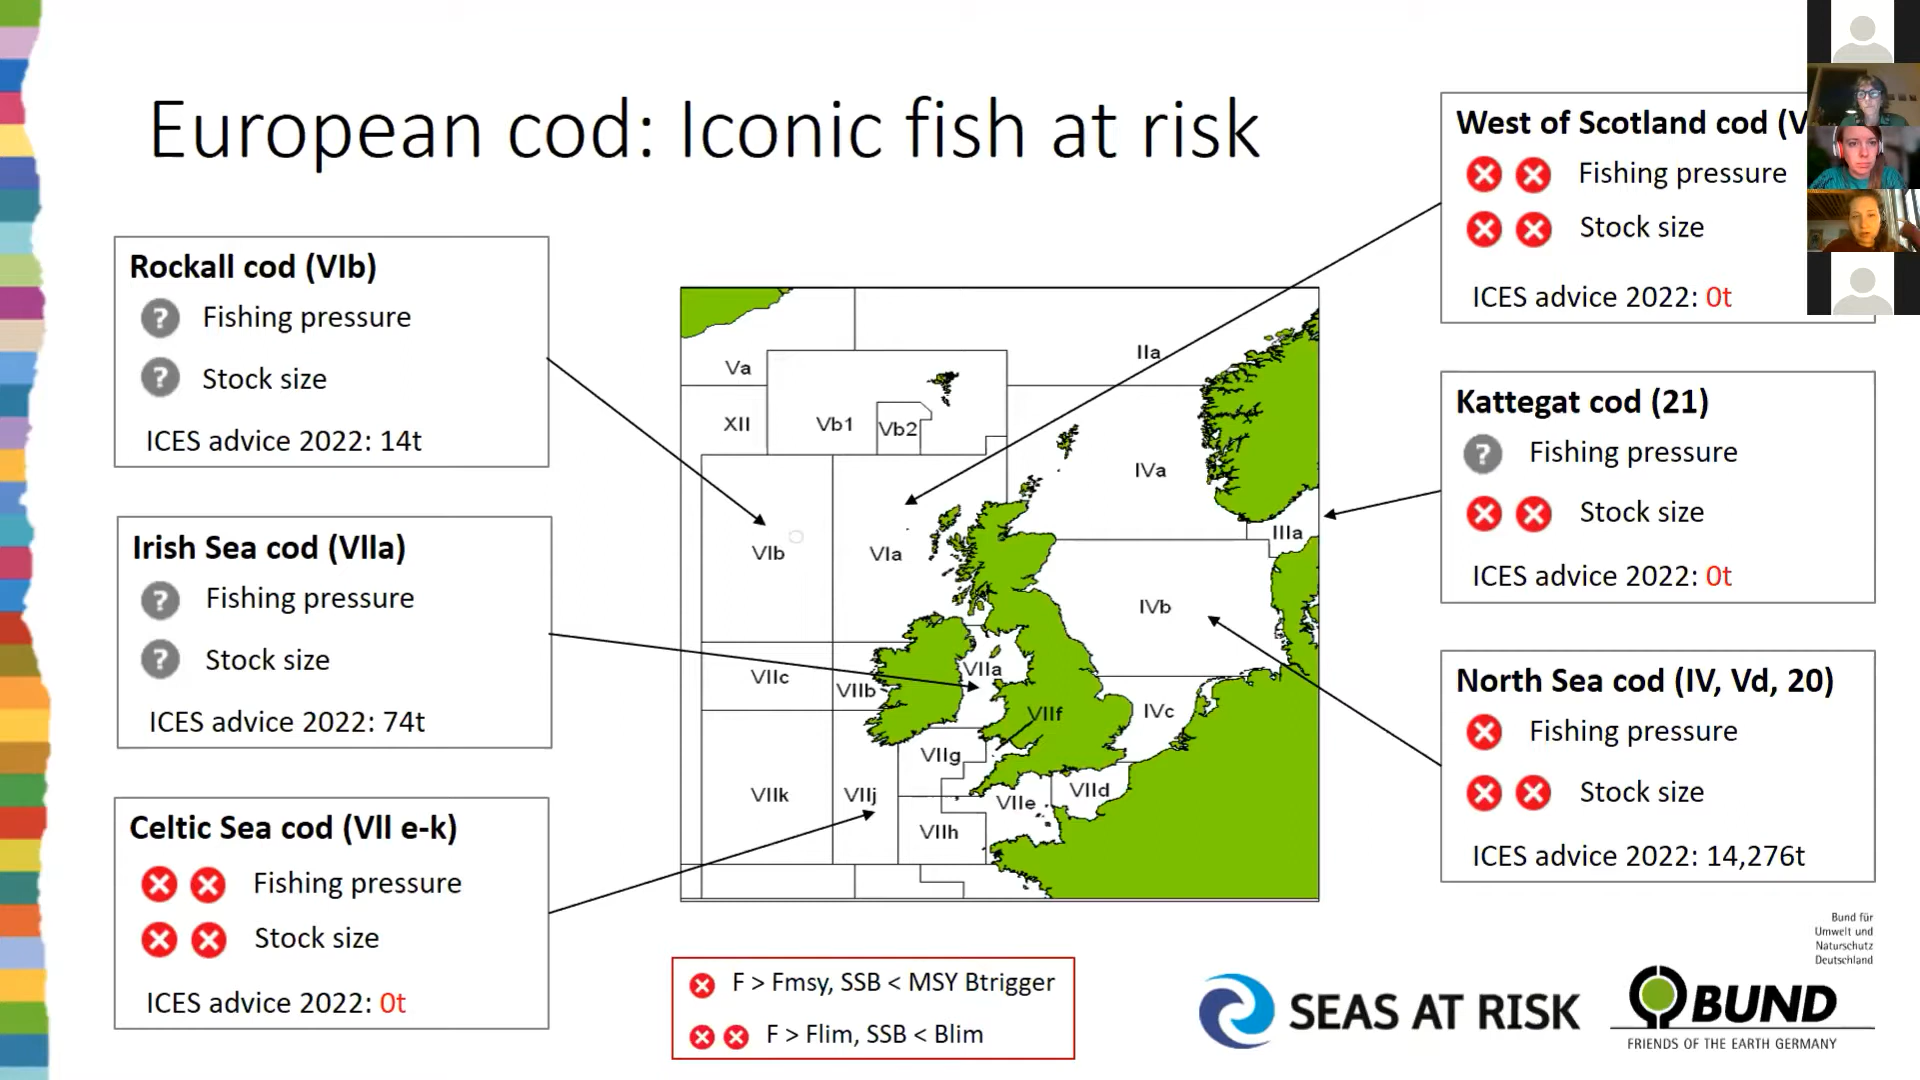 European cod: Iconic fish at risk
Rockall cod (VIb)
Fishing pressure
Stock size
ICES advice 2022: 14t
Irish Sea cod (VIIa)
Fishing pressure
Stock size
ICES advice 2022: 74t
Celtic Sea cod (VII e-k)
Fishing pressure
Stock size
ICES advice 2022: 0t
Va
XII
Vb1
Vb2
IIa
IVa
IIIa
VIb
VIa
IVb
VIIc
VIIb
VIIa
VIIf
IVc
VIIg
VIIk
VIIj
VIIe
VIId
VIIh
F > Fmsy, SSB < MSY Btrigger
F > Flim, SSB < Blim
West of Scotland cod (V
Fishing pressure
Stock size
ICES advice 2022: 0t
Kattegat cod (21)
Fishing pressure
Stock size
ICES advice 2022: 0t
North Sea cod (IV, Vd, 20)
Fishing pressure
Stock size
ICES advice 2022: 14,276t
SEAS AT RISK
Bund für
Umwelt und
Naturschutz
Deutschland
BUND
FRIENDS OF THE EARTH GERMANY